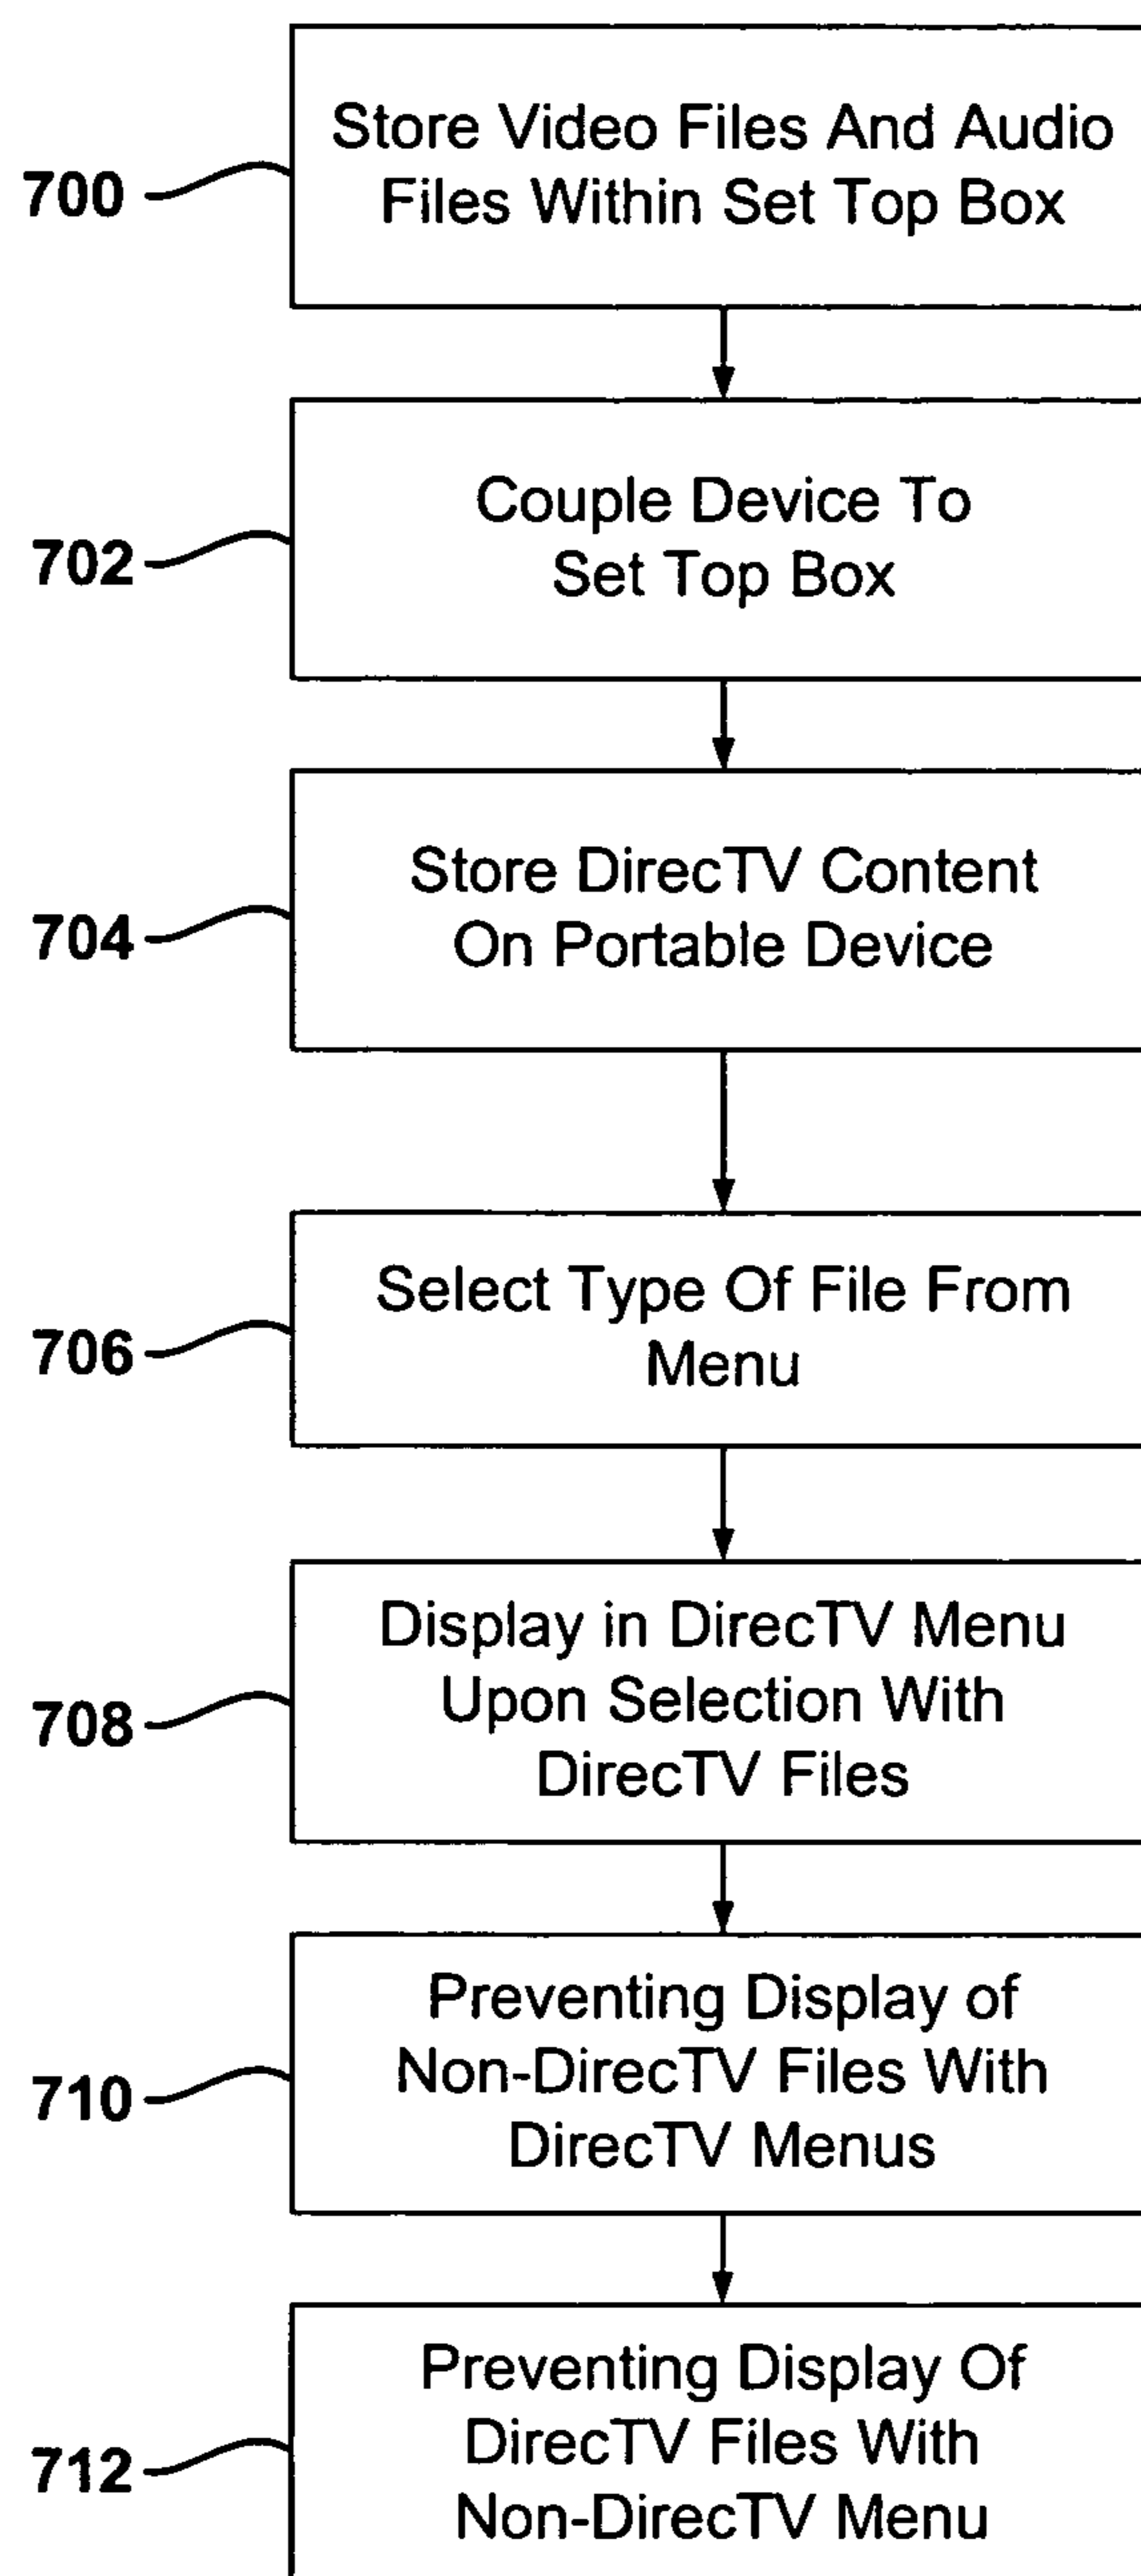 Store Video Files And Audio
Files Within Set Top Box
700
Couple Device To
Set Top Box
702
Store DirecTV Content
On Portable Device
704
Select Type Of File From
Menu
706
Display in DirecTV Menu
Upon Selection With
DirecTV Files
708
Preventing Display of
Non-DirecTV Files With
DirecTV Menus
710
Preventing Display Of
DirecTV Files With
Non-DirecTV Menu
712